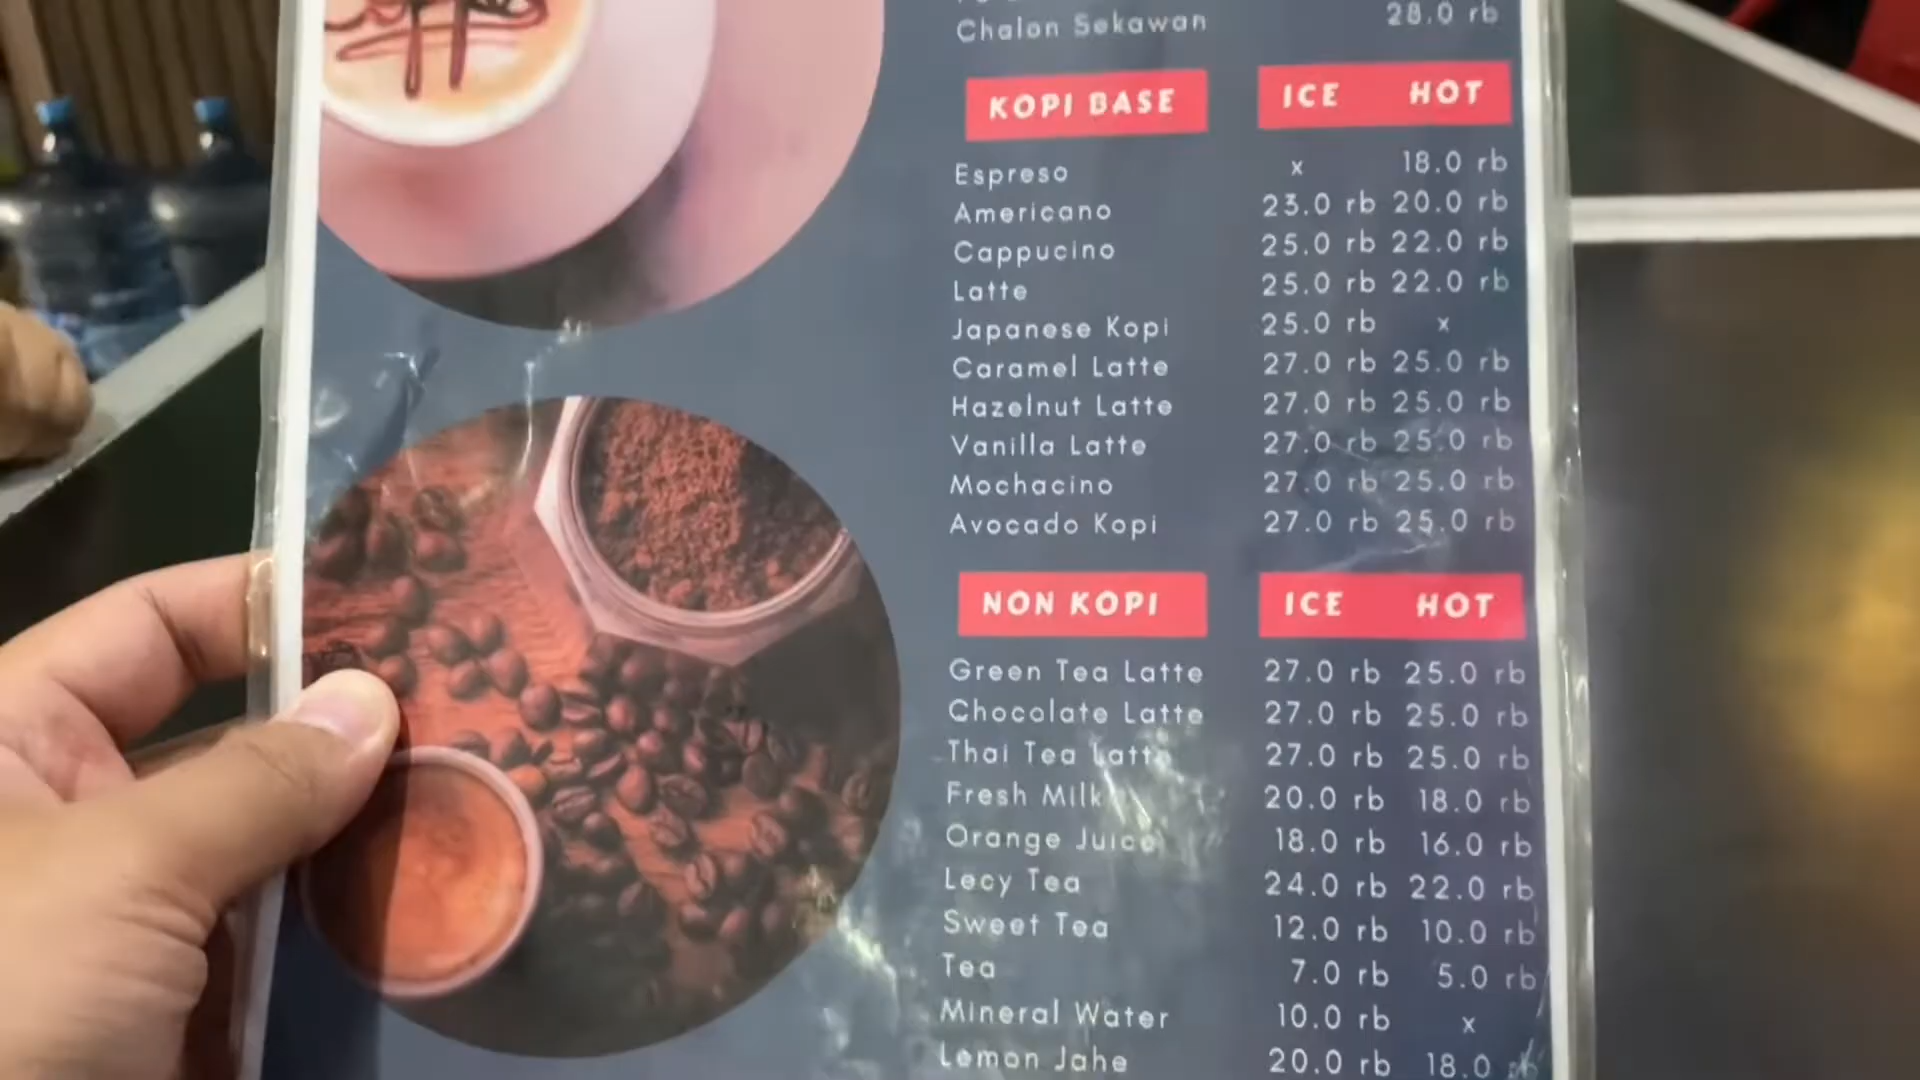 Chalon Sekawan 28.0 rb
KOPI BASE ICE HOT
Espreso x 18.0 rb
Americano 23.0 rb 20.0 rb
Cappucino 25.0 rb 22.0 rb
Latte 25.0 rb 22.0 rb
Japanese Kopi 25.0 rb x
Caramel Latte 27.0 rb 25.0 rb
Hazelnut Latte 27.0 rb 25.0 rb
Vanilla Latte 27.0 rb 25.0 rb
Mochacino 27.0 rb 25.0 rb
Avocado Kopi 27.0 rb 25.0 rb
NON KOPI ICE HOT
Green Tea Latte 27.0 rb 25.0 rb
Chocolate Latte 27.0 rb 25.0 rb
Thai Tea Latte 27.0 rb 25.0 rb
Fresh Milk 20.0 rb 18.0 rb
Orange Juice 18.0 rb 16.0 rb
Lecy Tea 24.0 rb 22.0 rb
Sweet Tea 12.0 rb 10.0 rb
Tea 7.0 rb 5.0 rb
Mineral Water 10.0 rb x
Lemon Jahe 20.0 rb 18.0 rb